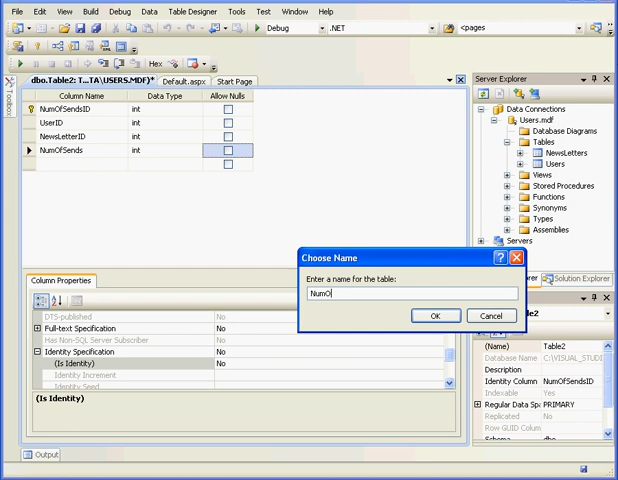 File Edit View Build Debug Data Table Designer Tools Test Window Help
Debug .NET <pages
Hex
dbo.Table2: T...TA\USERS.MDF)* Default.aspx Start Page
Toolbox
Column Name Data Type Allow Nulls
NumOfSendsID int
UserID int
NewsLetterID int
NumOfSends int
Server Explorer
Data Connections
Users.mdf
Database Diagrams
Tables
NewsLetters
Users
Views
Stored Procedures
Functions
Synonyms
Types
Assemblies
Servers
Choose Name
Enter a name for the table:
NumO
OK Cancel
Solution Explorer
Column Properties
DTS-published No
Full-text Specification No
Has Non-SQL Server Subscriber No
Identity Specification No
(Is Identity) No
Identity Increment
Identity Seed
(Is Identity)
(Name) Table2
Database Name C:\VISUAL_STUDI
Description
Identity Column NumOfSendsID
Indexable Yes
Regular Data Spa PRIMARY
Replicated No
Row GUID Colum
Schema dbo
Output